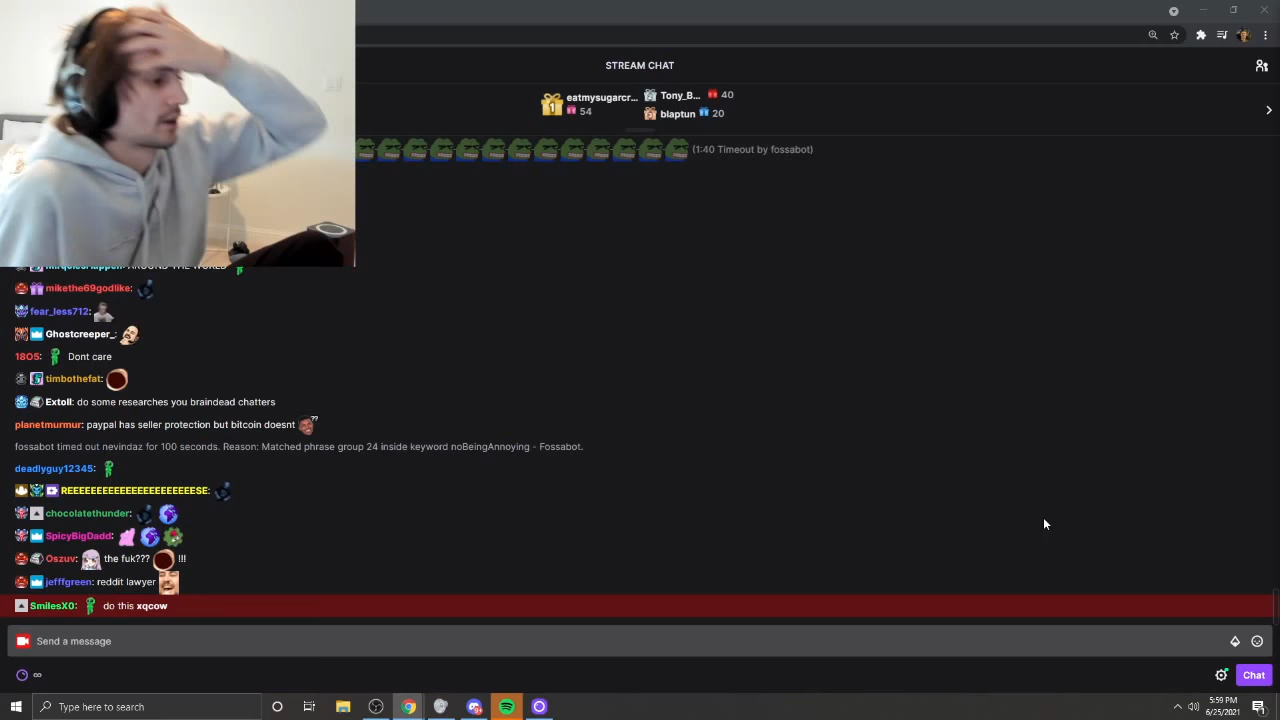 STREAM CHAT
eatmysugarcr... 54
Tony_B... 40
blaptun 20
(1:40 Timeout by fossabot)
AROUND THE WORLD
mikethe69godlike:
fear_less712:
Ghostcreeper_:
1805: Dont care
timbothefat:
Extoll: do some researches you braindead chatters
planetmurmur: paypal has seller protection but bitcoin doesnt ??
fossabot timed out nevindaz for 100 seconds. Reason: Matched phrase group 24 inside keyword noBeingAnnoying - Fossabot.
deadlyguy12345:
REEEEEEEEEEEEEEEEEEEEEESE:
chocolatethunder:
SpicyBigDadd:
Oszuv: the fuk??? !!!
jefffgreen: reddit lawyer
SmilesX0: do this xqcow
Send a message
∞
Chat
Type here to search
5:59 PM
6/25/2021